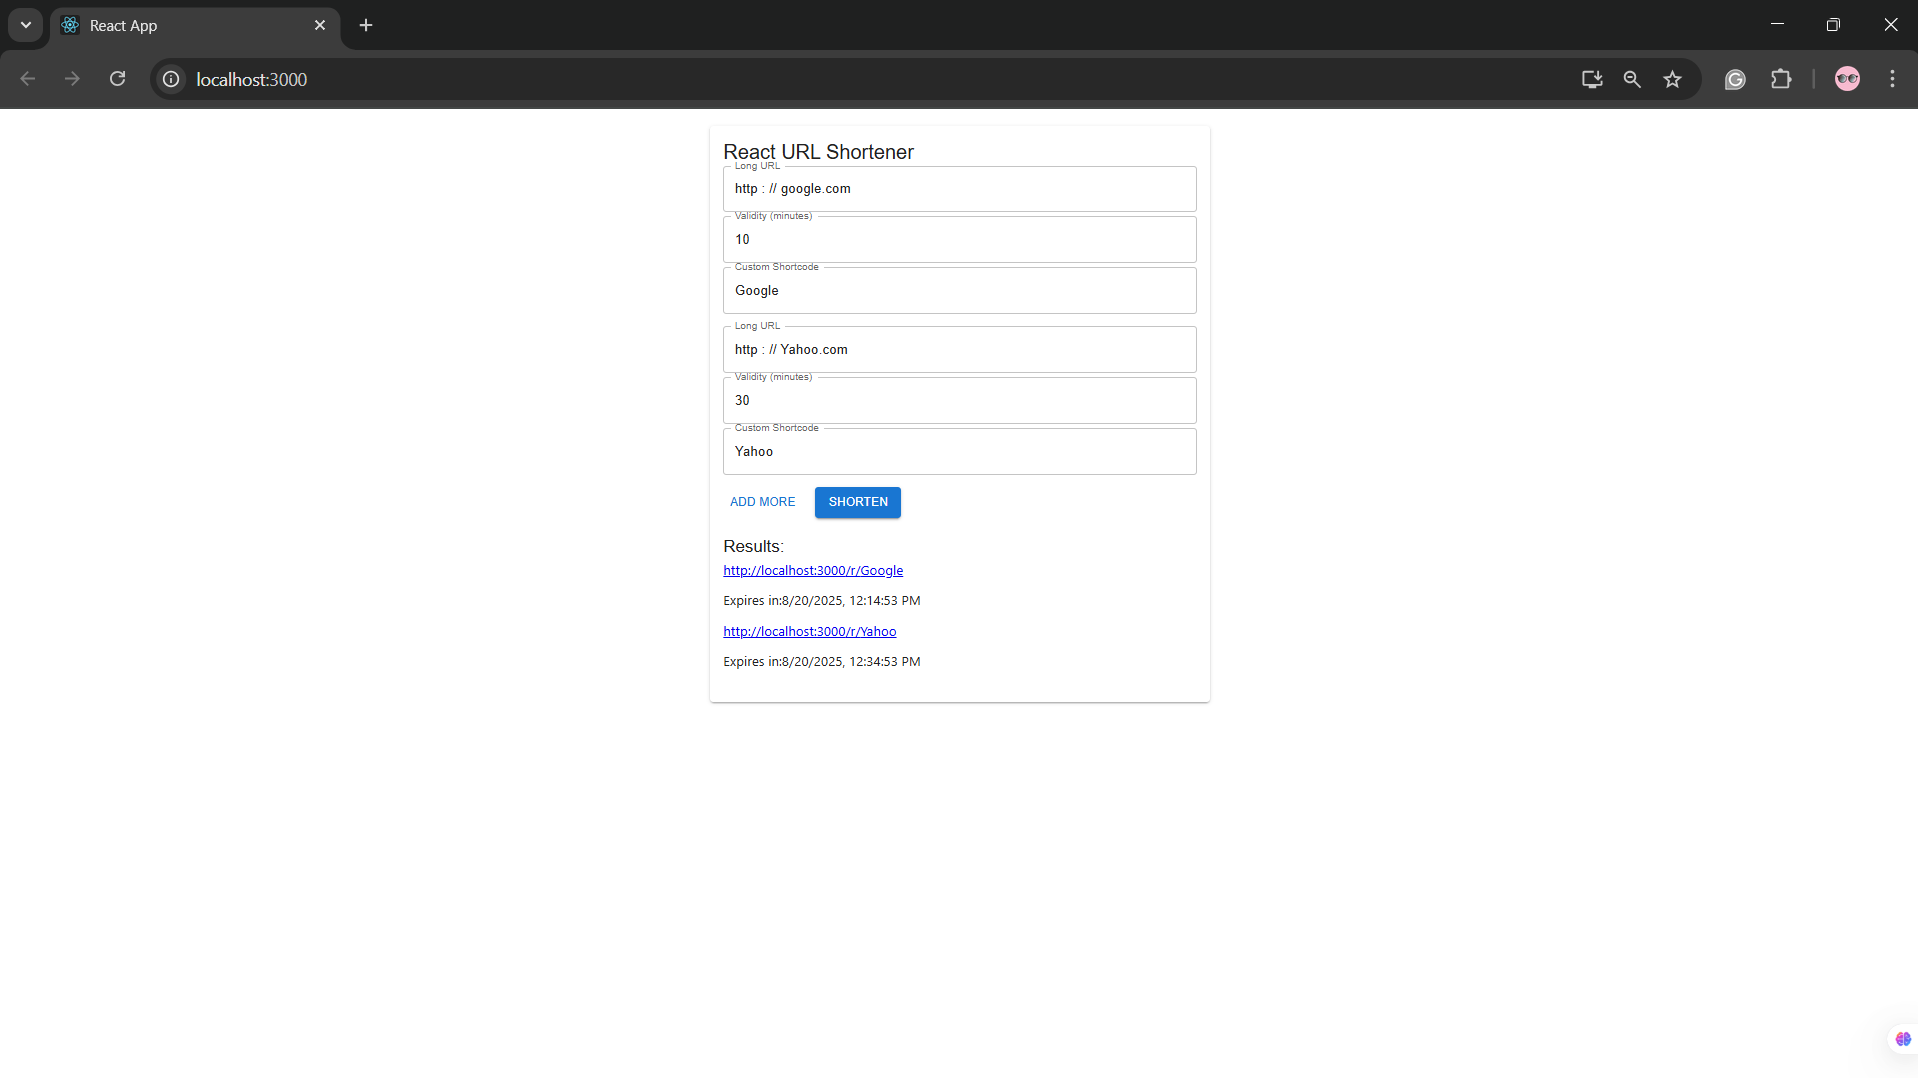 React App
localhost:3000
React URL Shortener
Long URL
http : // google.com
Validity (minutes)
10
Custom Shortcode
Google
Long URL
http : // Yahoo.com
Validity (minutes)
30
Custom Shortcode
Yahoo
ADD MORE SHORTEN
Results:
http://localhost:3000/r/Google
Expires in:8/20/2025, 12:14:53 PM
http://localhost:3000/r/Yahoo
Expires in:8/20/2025, 12:34:53 PM